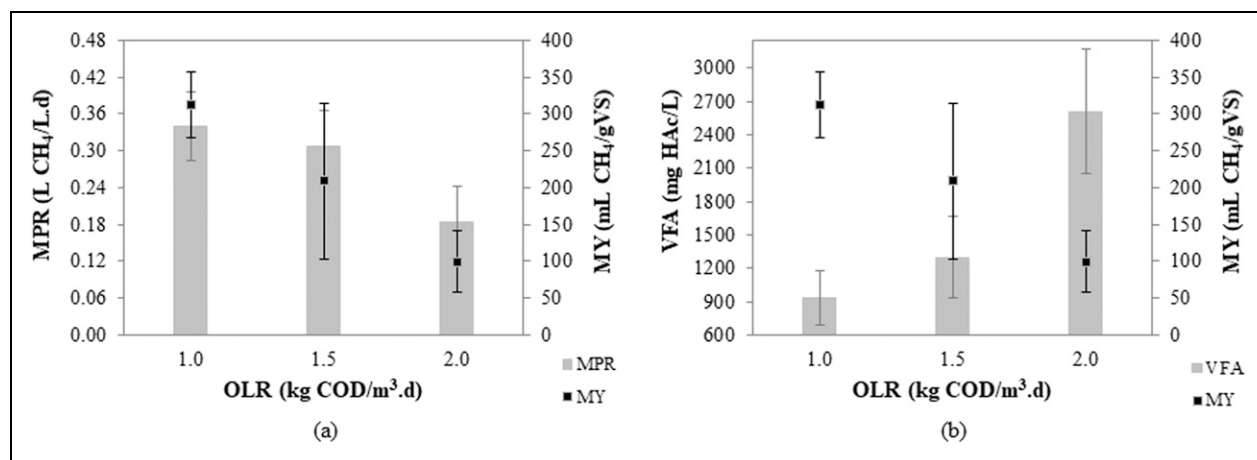 MPR (L CH₄/L.d)
0.48
0.42
0.36
0.30
0.24
0.18
0.12
0.06
0.00
400
350
300
250
200
150
100
50
0
MY (mL CH₄/gVS)
1.0 1.5 2.0
OLR (kg COD/m³.d)
MPR
MY
(a)
VFA (mg HAc/L)
3000
2700
2400
2100
1800
1500
1200
900
600
400
350
300
250
200
150
100
50
0
MY (mL CH₄/gVS)
1.0 1.5 2.0
OLR (kg COD/m³.d)
VFA
MY
(b)